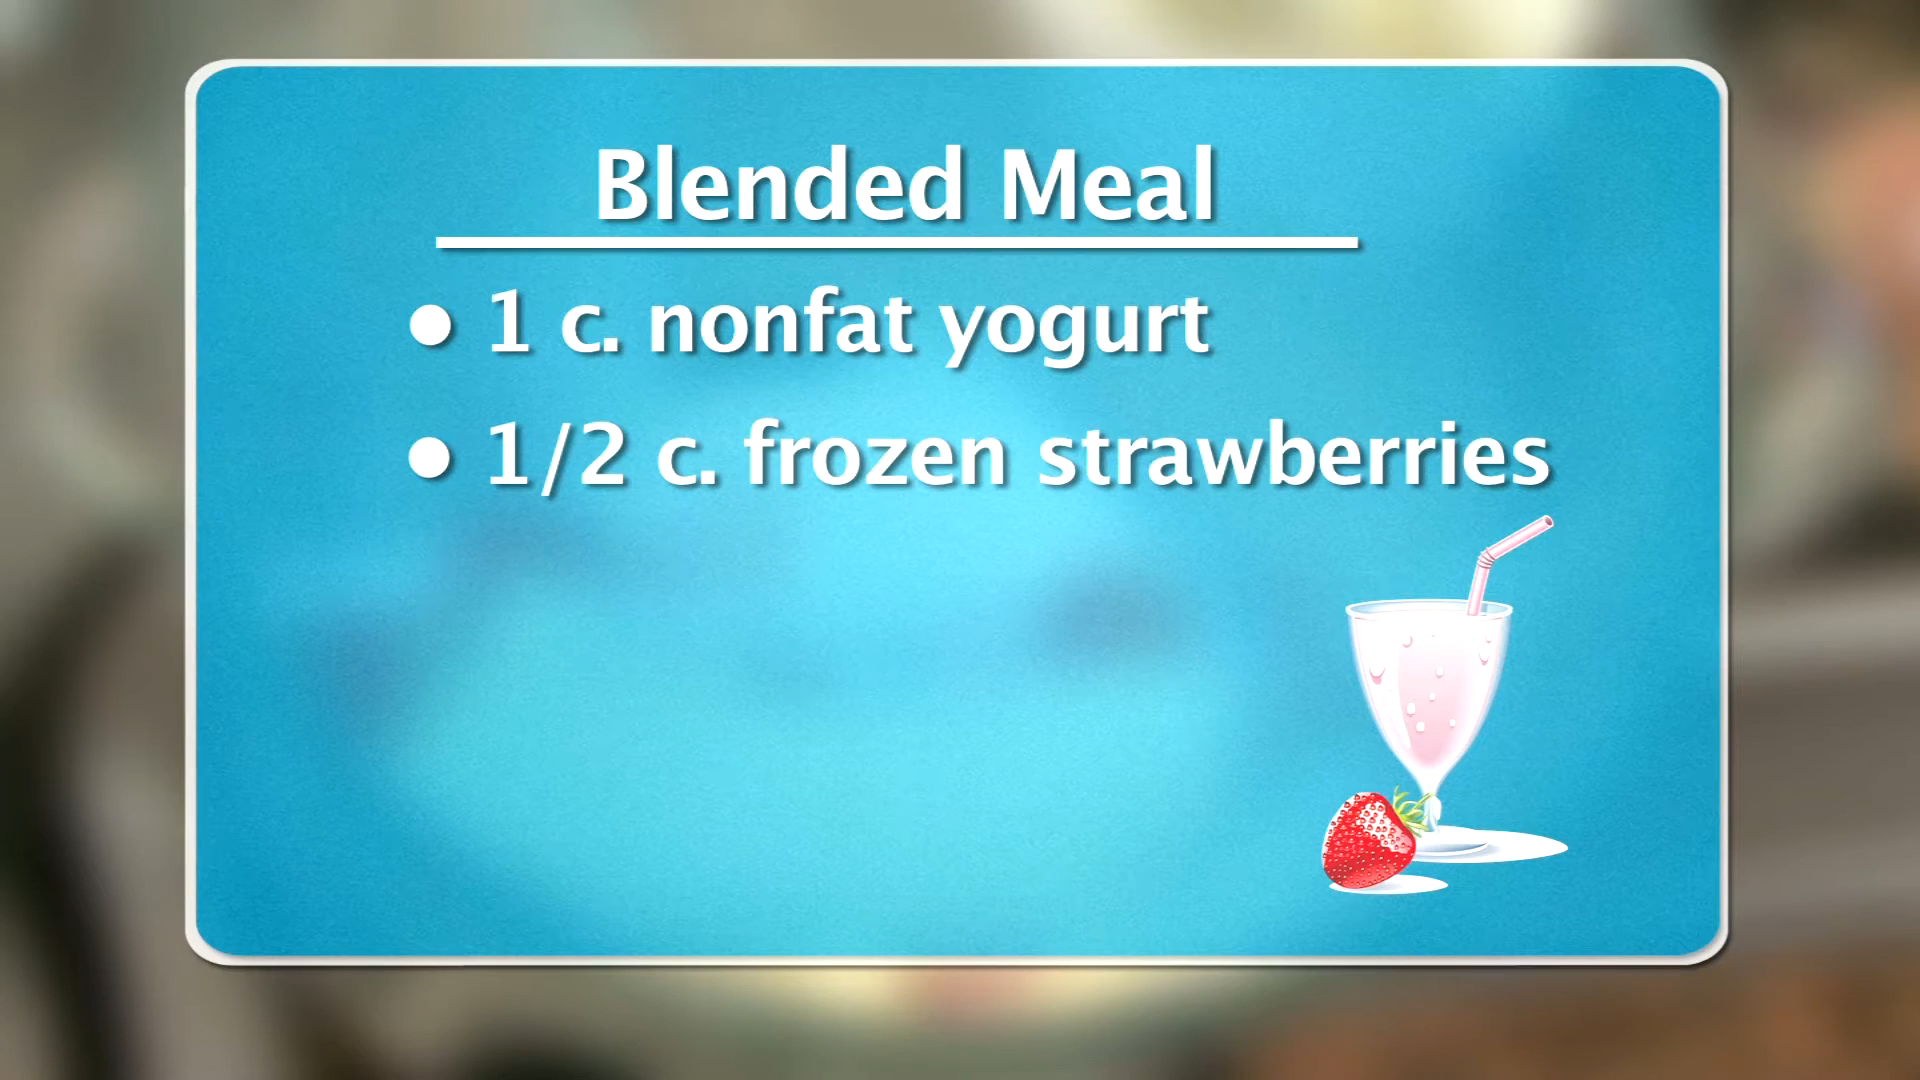 Blended Meal
• 1 c. nonfat yogurt
• 1/2 c. frozen strawberries